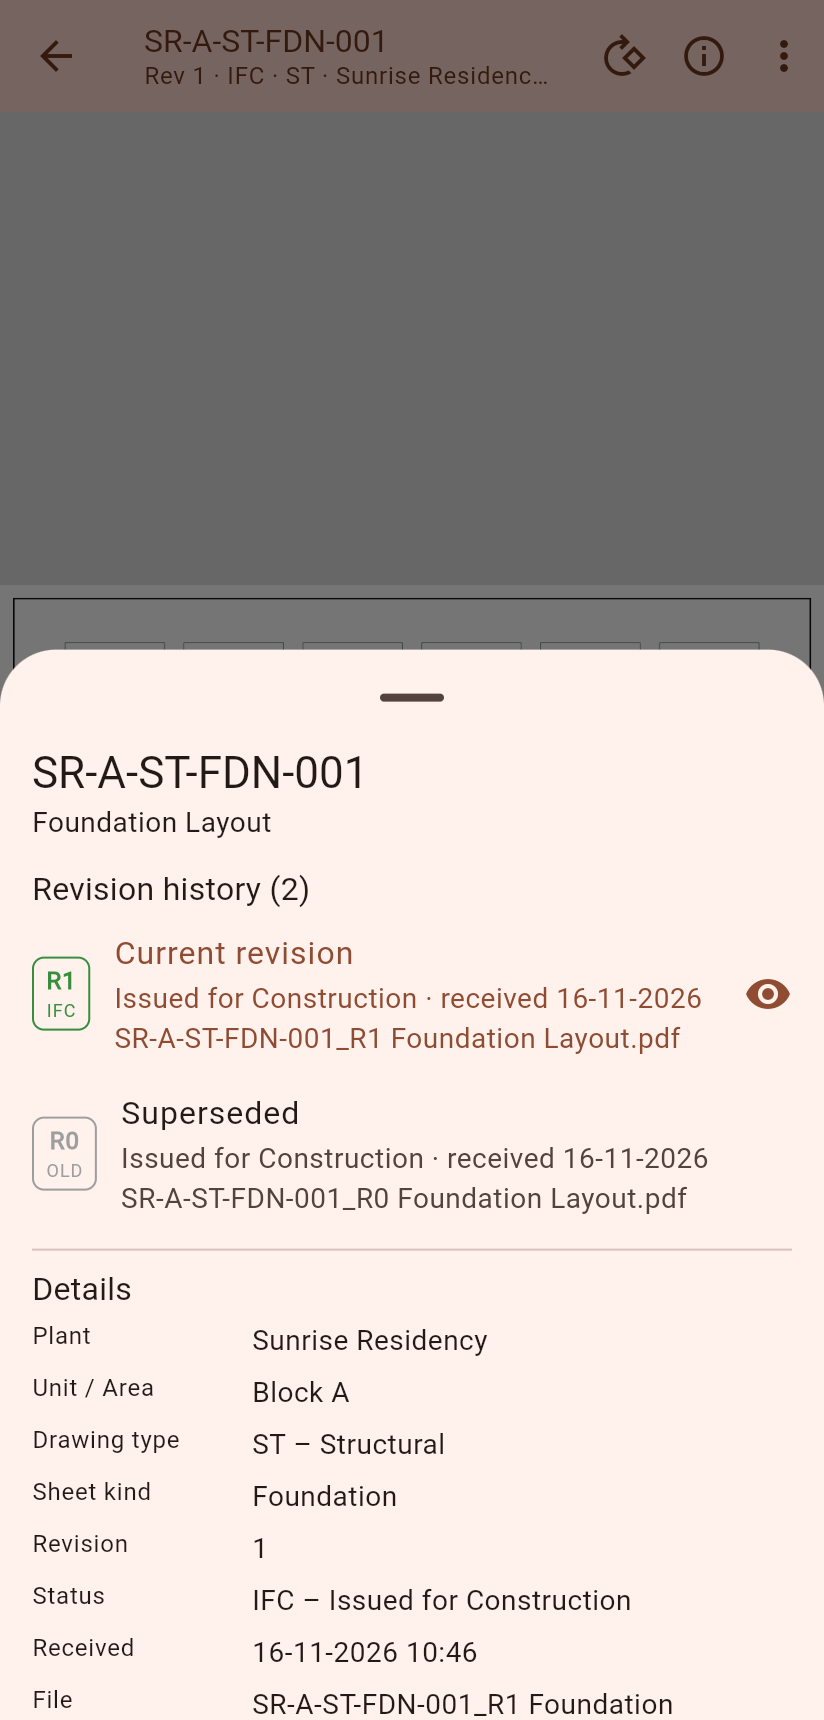 SR-A-ST-FDN-001
Rev 1 · IFC · ST · Sunrise Residenc…
SR-A-ST-FDN-001
Foundation Layout
Revision history (2)
R1
IFC
Current revision
Issued for Construction · received 16-11-2026
SR-A-ST-FDN-001_R1 Foundation Layout.pdf
R0
OLD
Superseded
Issued for Construction · received 16-11-2026
SR-A-ST-FDN-001_R0 Foundation Layout.pdf
Details
Plant Sunrise Residency
Unit / Area Block A
Drawing type ST – Structural
Sheet kind Foundation
Revision 1
Status IFC – Issued for Construction
Received 16-11-2026 10:46
File SR-A-ST-FDN-001_R1 Foundation